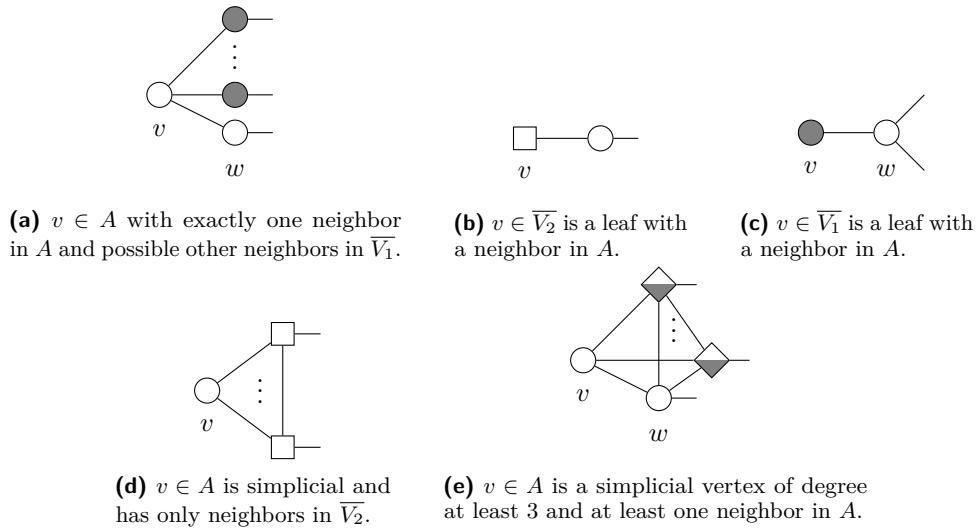 v
w
(a) v ∈ A with exactly one neighbor
in A and possible other neighbors in V̅₁.
v
(b) v ∈ V̅₂ is a leaf with
a neighbor in A.
v w
(c) v ∈ V̅₁ is a leaf with
a neighbor in A.
v
(d) v ∈ A is simplicial and
has only neighbors in V̅₂.
v
w
(e) v ∈ A is a simplicial vertex of degree
at least 3 and at least one neighbor in A.